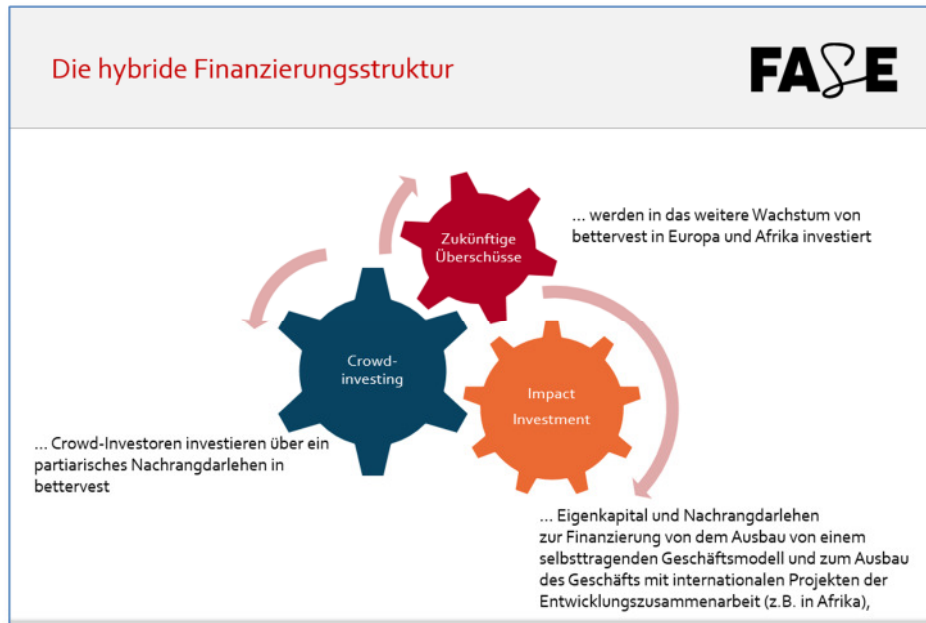 Die hybride Finanzierungsstruktur
FASE
Zukünftige
Überschüsse
... werden in das weitere Wachstum von
bettervest in Europa und Afrika investiert
Crowd-
investing
Impact
Investment
... Crowd-Investoren investieren über ein
partiarisches Nachrangdarlehen in
bettervest
... Eigenkapital und Nachrangdarlehen
zur Finanzierung von dem Ausbau von einem
selbsttragenden Geschäftsmodell und zum Ausbau
des Geschäfts mit internationalen Projekten der
Entwicklungszusammenarbeit (z.B. in Afrika),